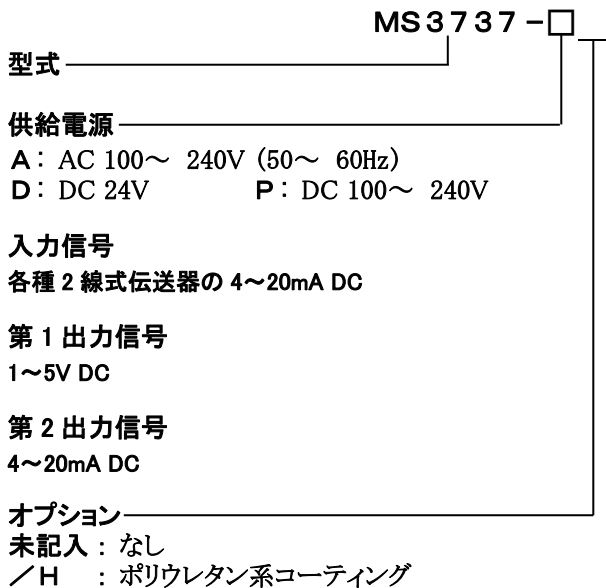 MS3737-□
型式
供給電源
A：AC 100～ 240V (50～ 60Hz)
D：DC 24V P：DC 100～ 240V
入力信号
各種 2 線式伝送器の 4～20mA DC
第 1 出力信号
1～5V DC
第 2 出力信号
4～20mA DC
オプション
未記入：なし
／H ：ポリウレタン系コーティング